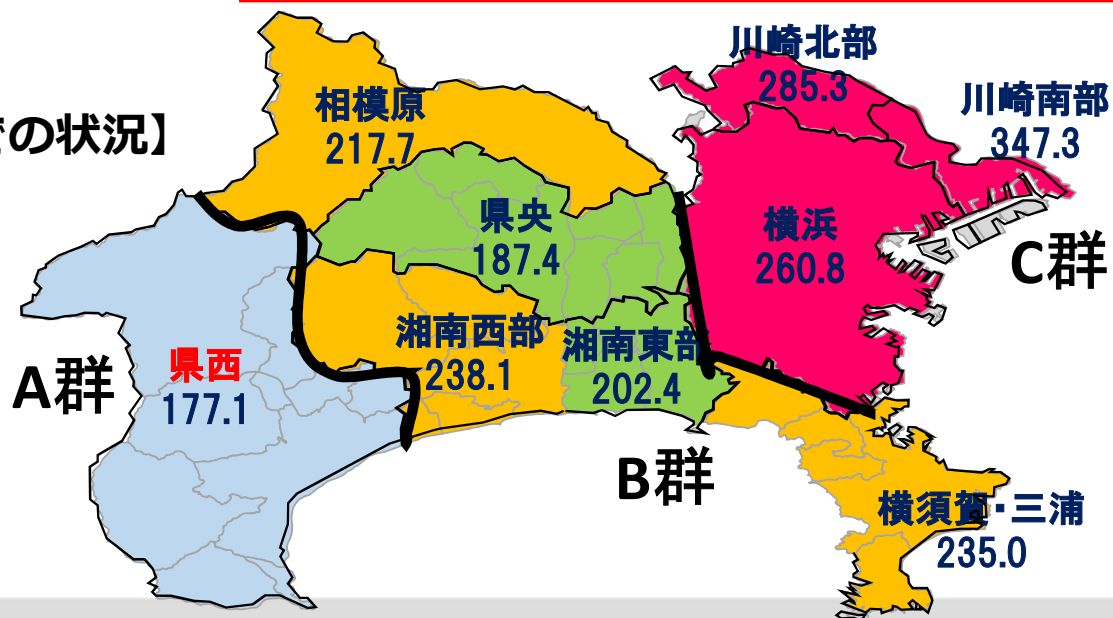 の状況】
相模原
217.7
川崎北部
285.3
川崎南部
347.3
県央
187.4
横浜
260.8
C群
湘南西部
238.1
湘南東部
202.4
A群
県西
177.1
B群
横須賀・三浦
235.0